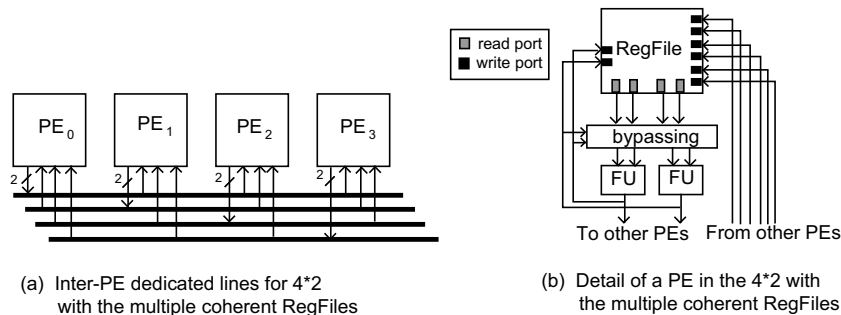 PE0
PE1
PE2
PE3
2
2
2
2
(a) Inter-PE dedicated lines for 4*2
with the multiple coherent RegFiles
read port
write port
RegFile
bypassing
FU
FU
To other PEs
From other PEs
(b) Detail of a PE in the 4*2 with
the multiple coherent RegFiles